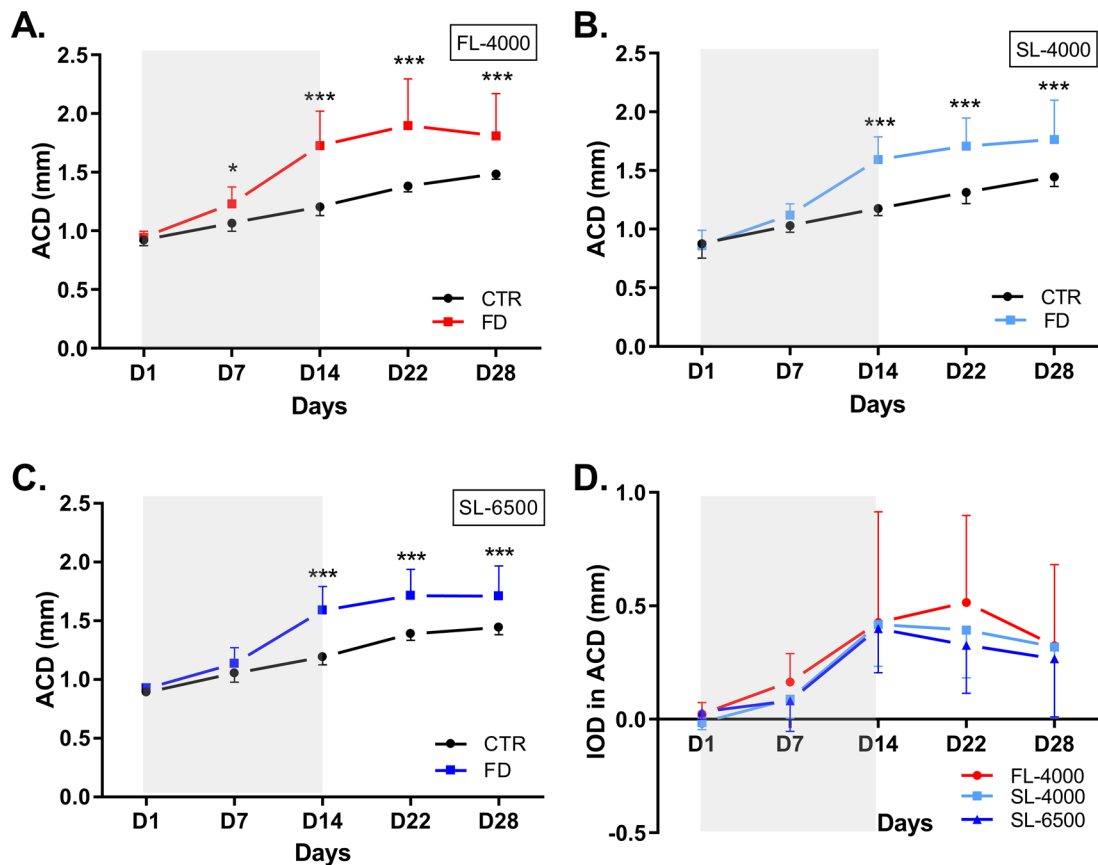 A.
FL-4000
2.5
2.0
1.5
1.0
0.5
0.0
ACD (mm)
*
***
***
***
CTR
FD
D1 D7 D14 D22 D28
Days
B.
SL-4000
2.5
2.0
1.5
1.0
0.5
0.0
ACD (mm)
***
***
***
CTR
FD
D1 D7 D14 D22 D28
Days
C.
SL-6500
2.5
2.0
1.5
1.0
0.5
0.0
ACD (mm)
***
***
***
CTR
FD
D1 D7 D14 D22 D28
Days
D.
1.0
0.5
0.0
-0.5
IOD in ACD (mm)
D1 D7 D14 D22 D28
FL-4000
SL-4000
SL-6500
Days